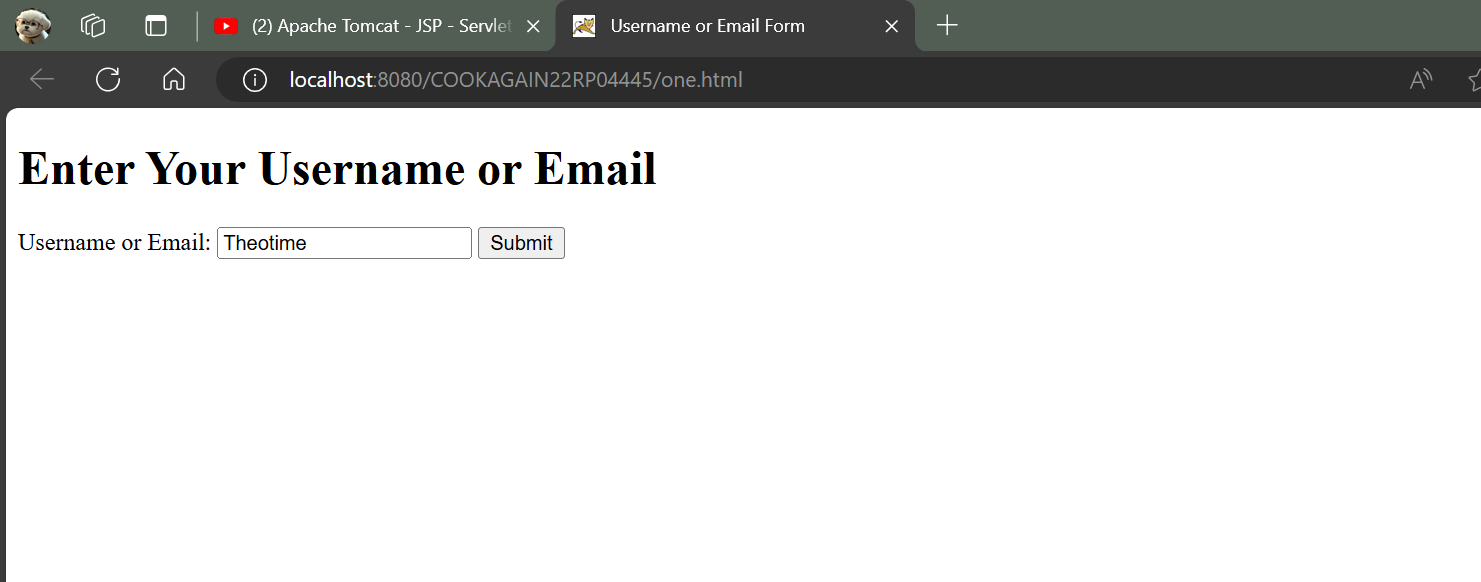 (2) Apache Tomcat - JSP - Servlet
Username or Email Form
localhost:8080/COOKAGAIN22RP04445/one.html
Enter Your Username or Email
Username or Email: Theotime Submit